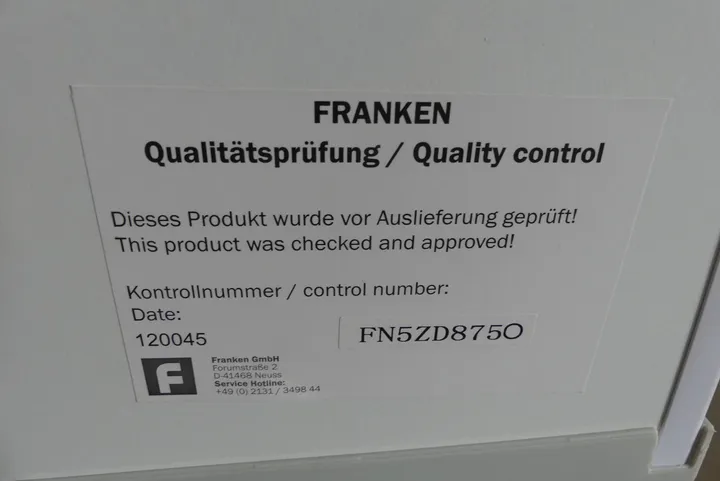 FRANKEN
Qualitätsprüfung / Quality control
Dieses Produkt wurde vor Auslieferung geprüft!
This product was checked and approved!
Kontrollnummer / control number:
Date:
120045
FN5ZD875O
F
Franken GmbH
Forumstraße 2
D-41468 Neuss
Service Hotline:
+49 (0) 2131 / 3498 44